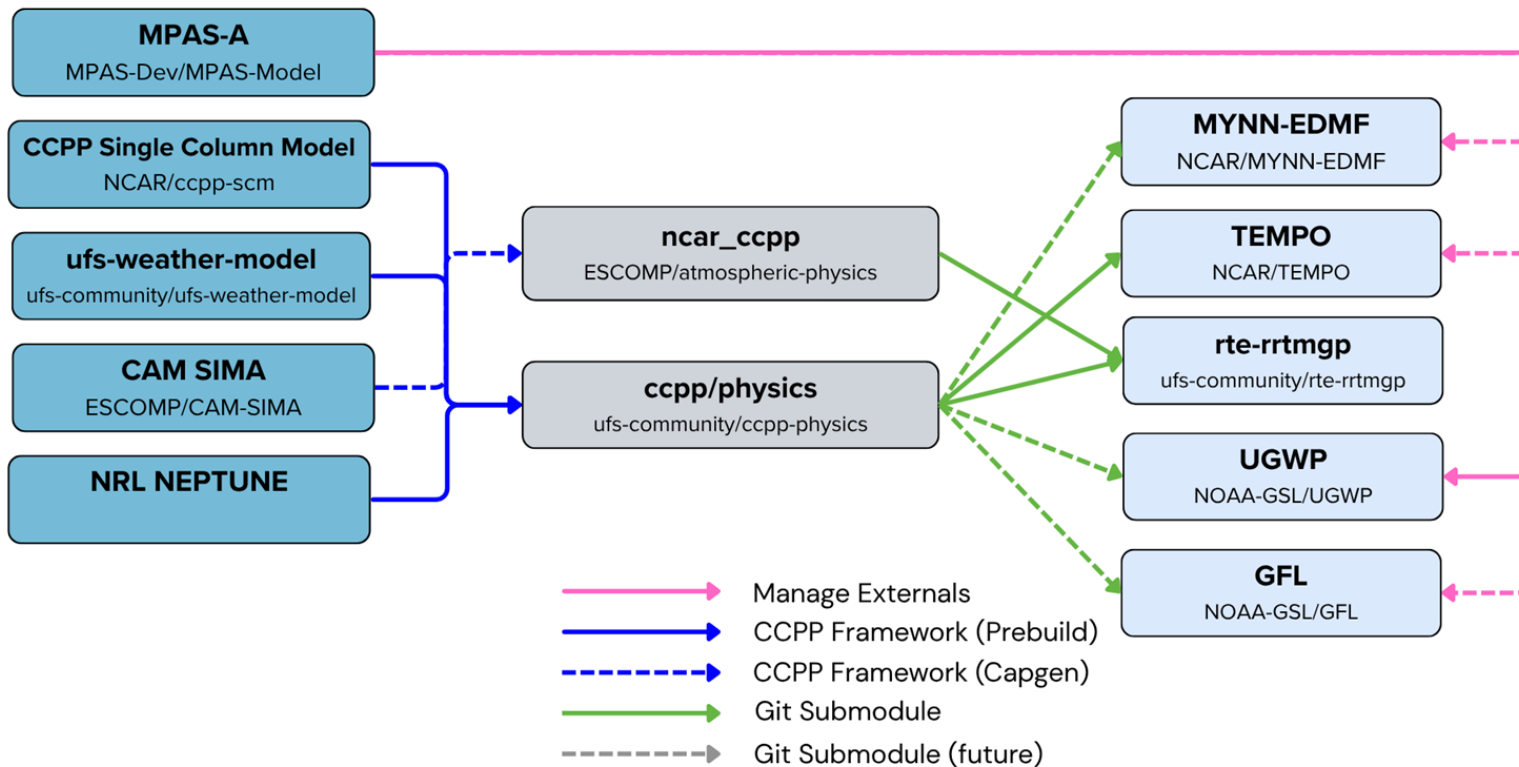 MPAS-A
MPAS-Dev/MPAS-Model
CCPP Single Column Model
NCAR/ccpp-scm
ufs-weather-model
ufs-community/ufs-weather-model
CAM SIMA
ESCOMP/CAM-SIMA
NRL NEPTUNE
ncar_ccpp
ESCOMP/atmospheric-physics
ccpp/physics
ufs-community/ccpp-physics
MYNN-EDMF
NCAR/MYNN-EDMF
TEMPO
NCAR/TEMPO
rte-rrtmgp
ufs-community/rte-rrtmgp
UGWP
NOAA-GSL/UGWP
GFL
NOAA-GSL/GFL
Manage Externals
CCPP Framework (Prebuild)
CCPP Framework (Capgen)
Git Submodule
Git Submodule (future)